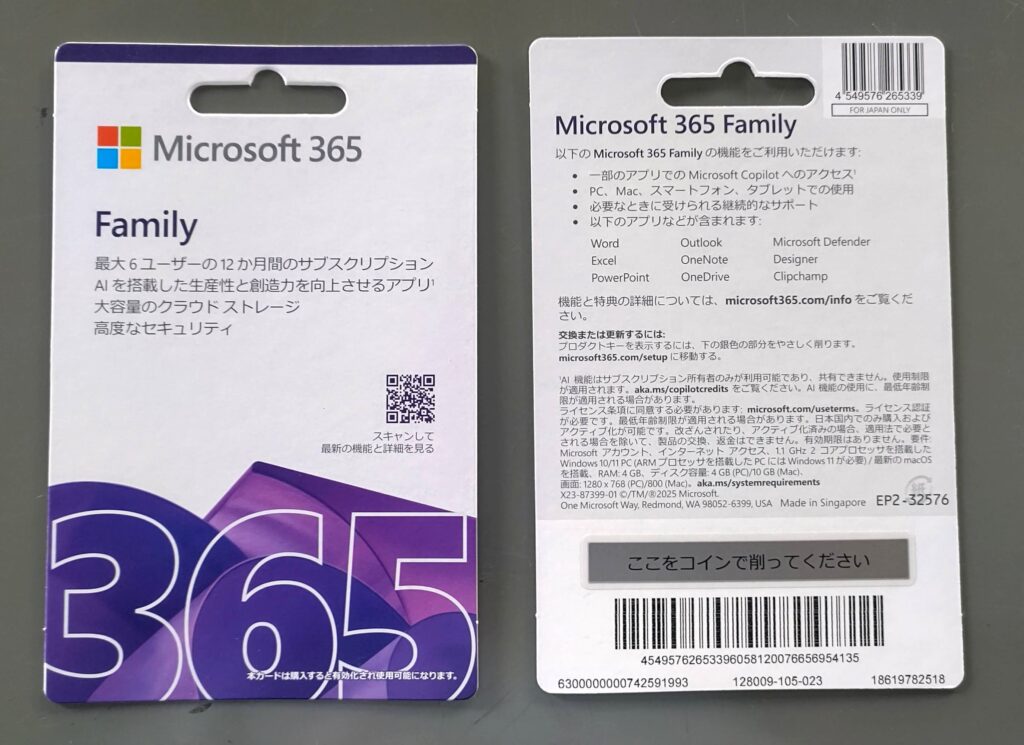 Microsoft 365
Family
最大 6 ユーザーの 12 か月間のサブスクリプション
AI を搭載した生産性と創造力を向上させるアプリ¹
大容量のクラウド ストレージ
高度なセキュリティ
スキャンして
最新の機能と詳細を見る
365
本カードは購入すると有効化され使用可能になります。
4 549576 265339
FOR JAPAN ONLY
Microsoft 365 Family
以下の Microsoft 365 Family の機能をご利用いただけます:
• 一部のアプリでの Microsoft Copilot へのアクセス¹
• PC、Mac、スマートフォン、タブレットでの使用
• 必要なときに受けられる継続的なサポート
• 以下のアプリなどが含まれます:
Word Outlook Microsoft Defender
Excel OneNote Designer
PowerPoint OneDrive Clipchamp
機能と特典の詳細については、microsoft365.com/info をご覧くだ
さい。
交換または更新するには:
プロダクトキーを表示するには、下の銀色の部分をやさしく削ります。
microsoft365.com/setup に移動する。
¹AI 機能はサブスクリプション所有者のみが利用可能であり、共有できません。使用制限
が適用されます。aka.ms/copilotcredits をご覧ください。AI 機能の使用に、最低年齢制
限が適用される場合があります。
ライセンス条項に同意する必要があります: microsoft.com/useterms。ライセンス認証
が必要です。最低年齢制限が適用される場合があります。日本国内でのみ購入および
アクティブ化が可能です。改ざんされたり、アクティブ化済みの場合、適用法で必要と
される場合を除いて、製品の交換、返金はできません。有効期限はありません。要件:
Microsoft アカウント、インターネット アクセス、1.1 GHz 2 コアプロセッサを搭載した
Windows 10/11 PC (ARM プロセッサを搭載した PC には Windows 11 が必要) / 最新の macOS
を搭載、RAM: 4 GB、ディスク空容量: 4 GB (PC)/10 GB (Mac)、
画面: 1280 x 768 (PC)/800 (Mac)。aka.ms/systemrequirements
X23-87399-01 ©/TM/®2025 Microsoft.
One Microsoft Way, Redmond, WA 98052-6399, USA Made in Singapore EP2-32576
ここをコインで削ってください
4549576265339605812007665695413​5
6300000000742591993 128009-105-023 18619782518